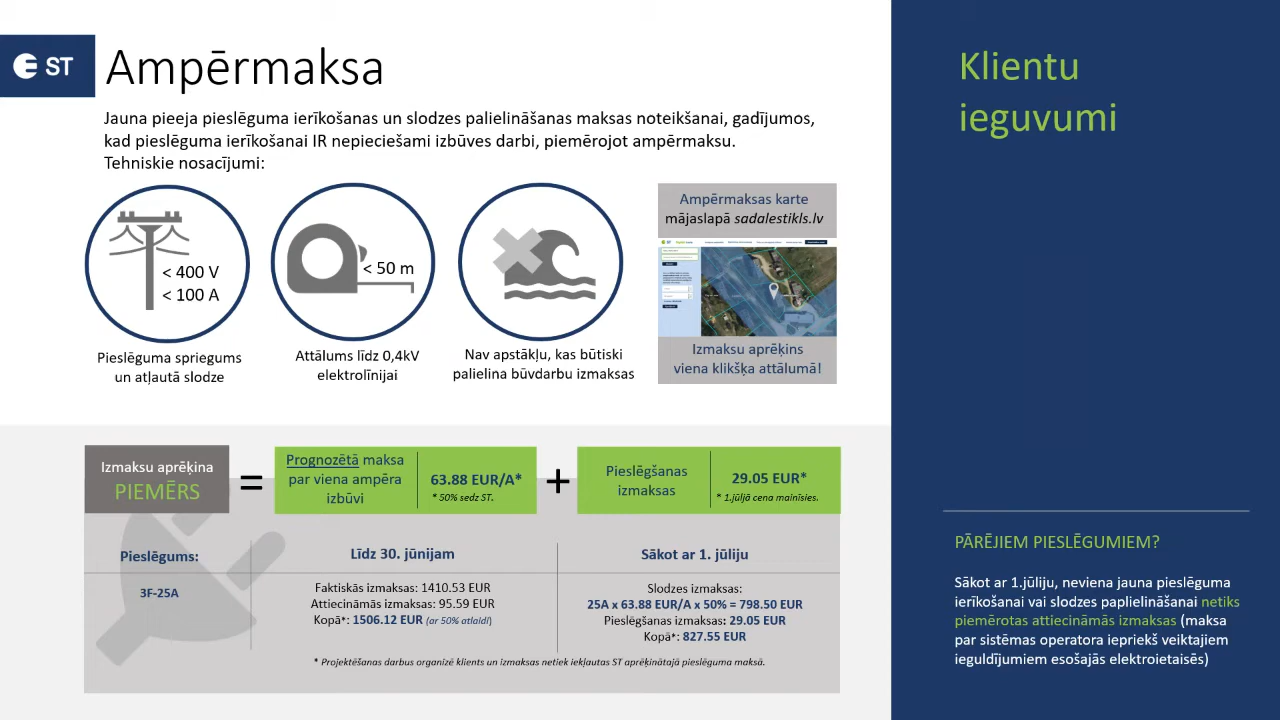 ST
Ampērmaksa
Jauna pieeja pieslēguma ierīkošanas un slodzes palielināšanas maksas noteikšanai, gadījumos,
kad pieslēguma ierīkošanai IR nepieciešami izbūves darbi, piemērojot ampērmaksu.
Tehniskie nosacījumi:
< 400 V
< 100 A
Pieslēguma spriegums
un atļautā slodze
< 50 m
Attālums līdz 0,4kV
elektrolīnijai
Nav apstākļu, kas būtiski
palielina būvdarbu izmaksas
Ampērmaksas karte
mājaslapā sadalestikls.lv
Izmaksu aprēķins
viena klikšķa attālumā!
Izmaksu aprēķina
PIEMĒRS
=
Prognozētā maksa
par viena ampēra
izbūvi
63.88 EUR/A*
* 50% sedz ST.
+
Pieslēgšanas
izmaksas
29.05 EUR*
* 1.jūljā cena mainīsies.
Pieslēgums:
Līdz 30. jūnijam
Sākot ar 1. jūliju
3F-25A
Faktiskās izmaksas: 1410.53 EUR
Attiecināmās izmaksas: 95.59 EUR
Kopā*: 1506.12 EUR (ar 50% atlaidi)
Slodzes izmaksas:
25A x 63.88 EUR/A x 50% = 798.50 EUR
Pieslēgšanas izmaksas: 29.05 EUR
Kopā*: 827.55 EUR
* Projektēšanas darbus organizē klients un izmaksas netiek iekļautas ST aprēķinātajā pieslēguma maksā.
Klientu
ieguvumi
PĀRĒJIEM PIESLĒGUMIEM?
Sākot ar 1.jūliju, neviena jauna pieslēguma
ierīkošanai vai slodzes paplielināšanai netiks
piemērotas attiecināmās izmaksas (maksa
par sistēmas operatora iepriekš veiktajiem
ieguldījumiem esošajās elektroietaisēs)